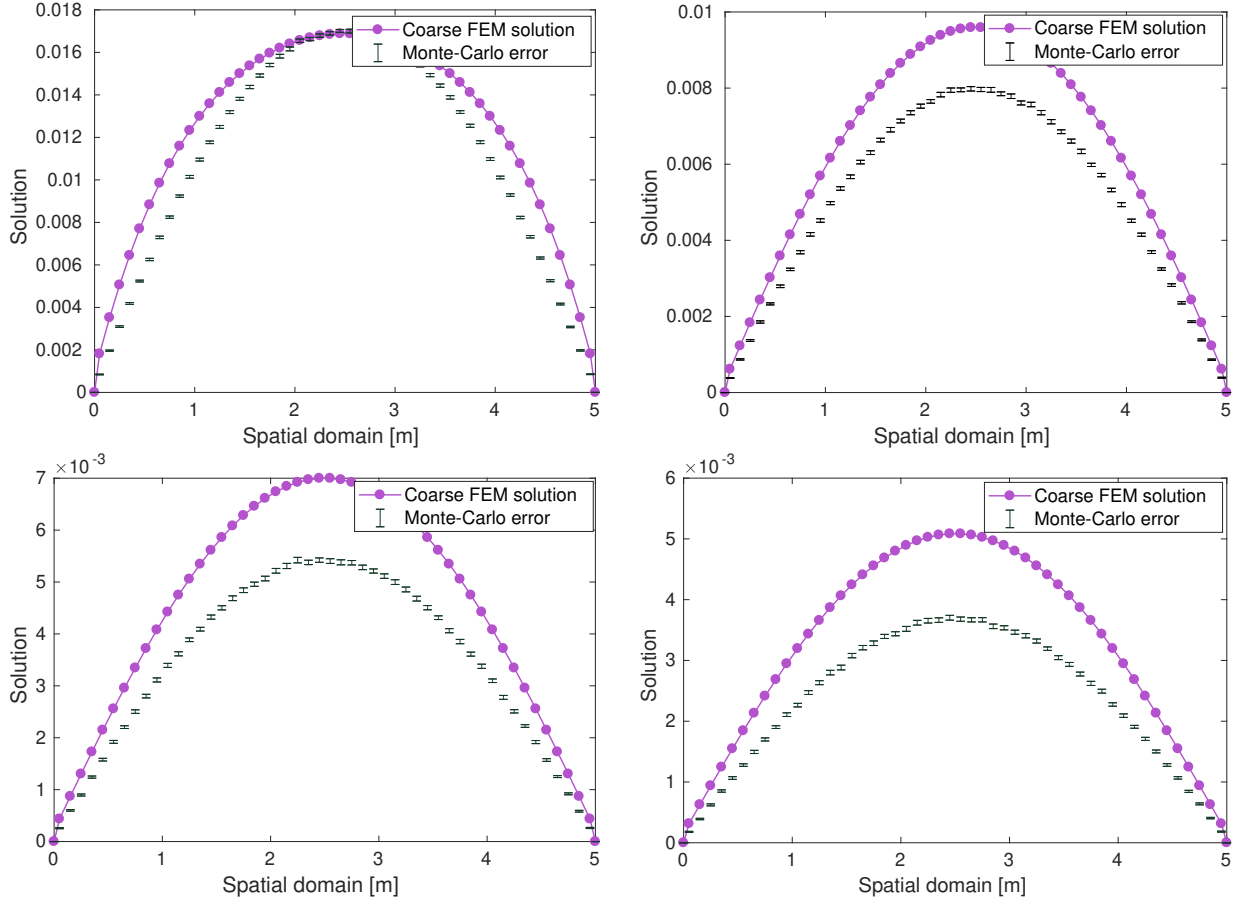 Coarse FEM solution
Monte-Carlo error
0.018
0.016
0.014
0.012
0.01
0.018
0.006
0.004
0.002
0
0 1 2 3 4 5
Solution
Spatial domain [m]
Coarse FEM solution
Monte-Carlo error
0.01
0.008
0.006
0.004
0.002
0
0 1 2 3 4 5
Solution
Spatial domain [m]
×10⁻³
Coarse FEM solution
Monte-Carlo error
7
6
5
4
3
2
1
0
0 1 2 3 4 5
Solution
Spatial domain [m]
×10⁻³
Coarse FEM solution
Monte-Carlo error
6
5
4
3
2
1
0
0 1 2 3 4 5
Solution
Spatial domain [m]